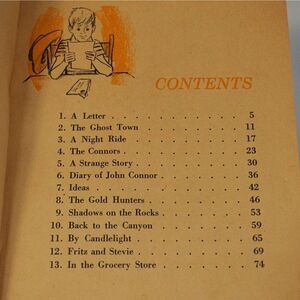 CONTENTS
1. A Letter . . . . . . . . . . . 5
2. The Ghost Town . . . . . . . . 11
3. A Night Ride . . . . . . . . . 17
4. The Connors . . . . . . . . . 23
5. A Strange Story . . . . . . . . 30
6. Diary of John Connor . . . . . . 36
7. Ideas . . . . . . . . . . . . 42
8. The Gold Hunters . . . . . . . 46
9. Shadows on the Rocks . . . . . . 53
10. Back to the Canyon . . . . . . . 59
11. By Candlelight . . . . . . . . 65
12. Fritz and Stevie . . . . . . . . 69
13. In the Grocery Store . . . . . . 74